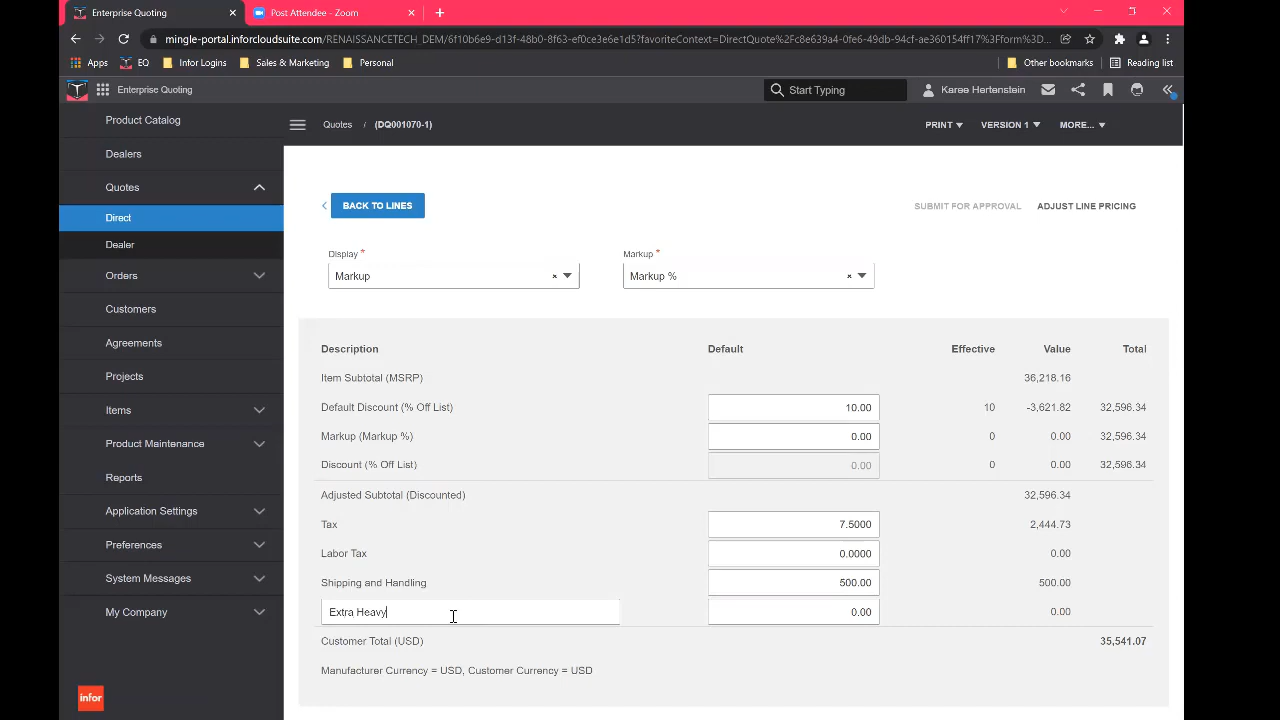 Enterprise Quoting
Post Attendee - Zoom
mingle-portal.inforcloudsuite.com/RENAISSANCETECH_DEM/6f10b6e9-d13f-48b0-8f63-ef0ce3e6e1d5?favoriteContext=DirectQuote%2Fc8e639a4-0fe6-49db-94cf-ae360154ff17%3Fform%3D...
Apps
EQ
Infor Logins
Sales & Marketing
Personal
Other bookmarks
Reading list
Enterprise Quoting
Start Typing
Karee Hertenstein
Product Catalog
Dealers
Quotes
Direct
Dealer
Orders
Customers
Agreements
Projects
Items
Product Maintenance
Reports
Application Settings
Preferences
System Messages
My Company
infor
Quotes / (DQ001070-1)
PRINT
VERSION 1
MORE...
BACK TO LINES
SUBMIT FOR APPROVAL
ADJUST LINE PRICING
Display *
Markup *
Markup
Markup %
Description Default Effective Value Total
Item Subtotal (MSRP) 36,218.16
Default Discount (% Off List) 10.00 10 -3,621.82 32,596.34
Markup (Markup %) 0.00 0 0.00 32,596.34
Discount (% Off List) 0.00 0 0.00 32,596.34
Adjusted Subtotal (Discounted) 32,596.34
Tax 7.5000 2,444.73
Labor Tax 0.0000 0.00
Shipping and Handling 500.00 500.00
Extra Heavy 0.00 0.00
Customer Total (USD) 35,541.07
Manufacturer Currency = USD, Customer Currency = USD